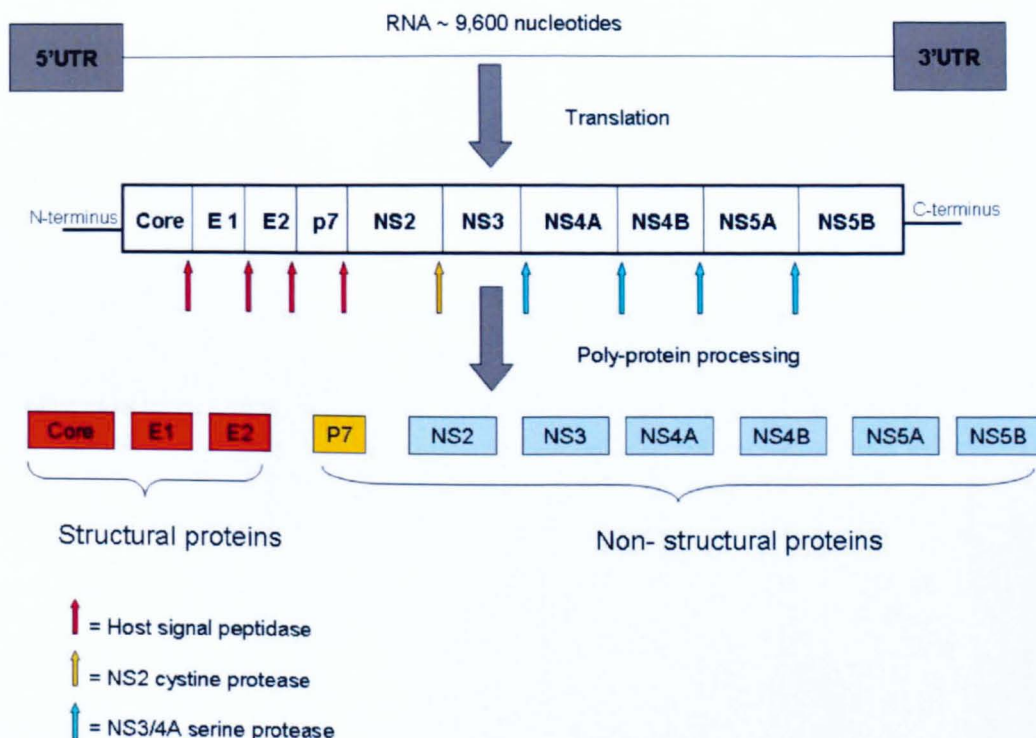 RNA ~ 9,600 nucleotides
5'UTR
3'UTR
Translation
N-terminus
Core E 1 E2 p7 NS2 NS3 NS4A NS4B NS5A NS5B
C-terminus
Poly-protein processing
Core E1 E2 P7 NS2 NS3 NS4A NS4B NS5A NS5B
Structural proteins
Non- structural proteins
= Host signal peptidase
= NS2 cystine protease
= NS3/4A serine protease